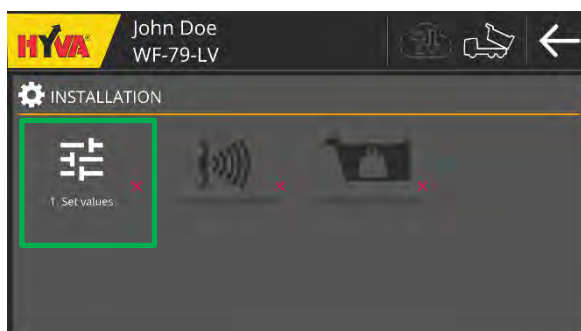 HYVA
John Doe
WF-79-LV
INSTALLATION
1. Set values